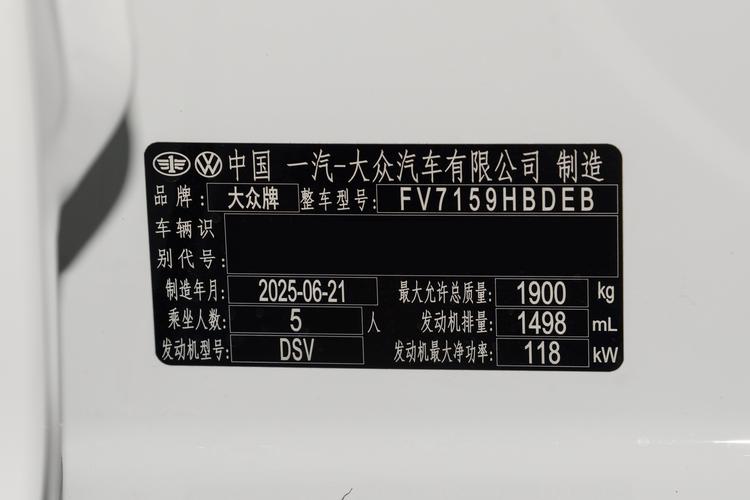 中国 一汽-大众汽车有限公司 制造
品牌: 大众牌 整车型号: FV7159HBDEB
车辆识
别代号:
制造年月: 2025-06-21 最大允许总质量: 1900 kg
乘坐人数: 5 人 发动机排量: 1498 mL
发动机型号: DSV 发动机最大净功率: 118 kW